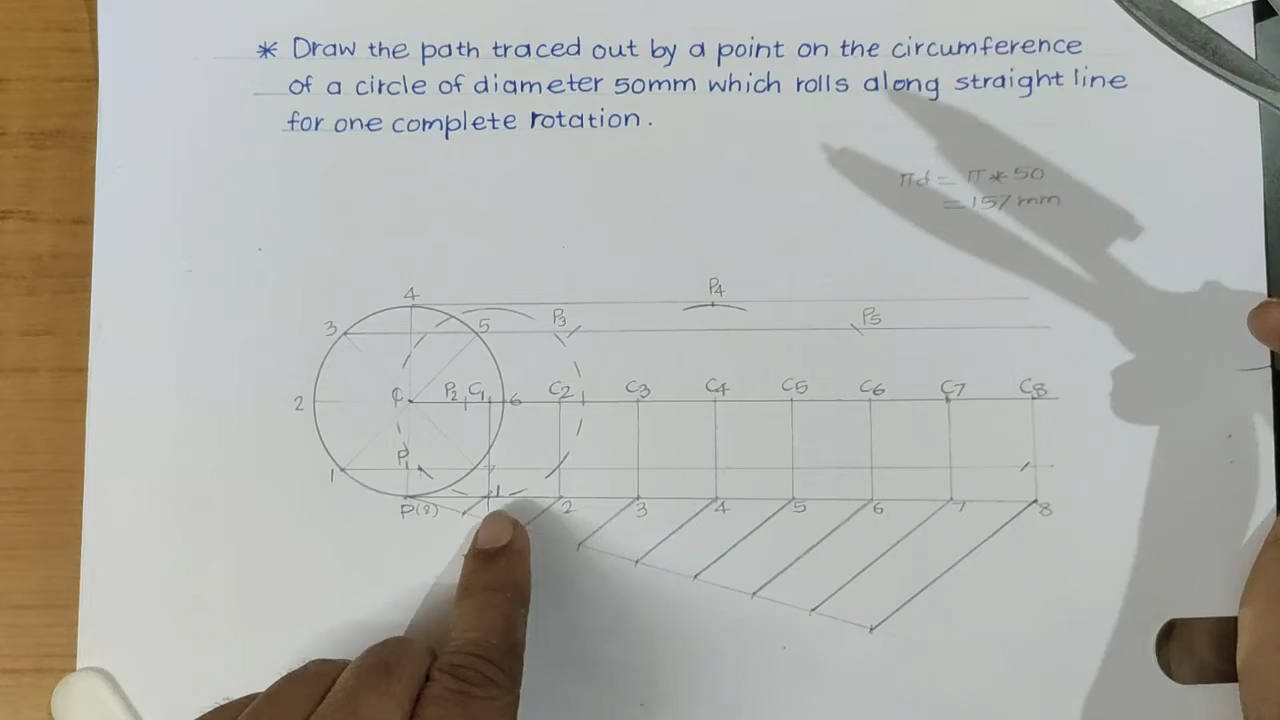 * Draw the path traced out by a point on the circumference
of a circle of diameter 50mm which rolls along straight line
for one complete rotation.
πd = π * 50
= 157 mm
4
P4
3
5
P3
P5
2
C
P2 C1
6
C2 C3 C4 C5 C6 C7 C8
P1
1
P(8)
1
2 3 4 5 6 7 8